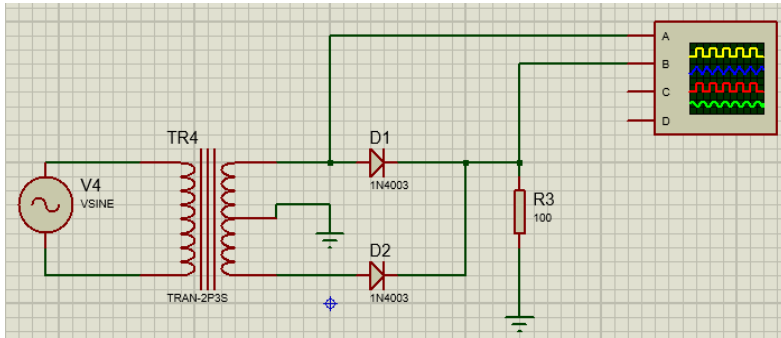 A
B
C
D
TR4
D1
1N4003
V4
VSINE
R3
100
D2
1N4003
TRAN-2P3S